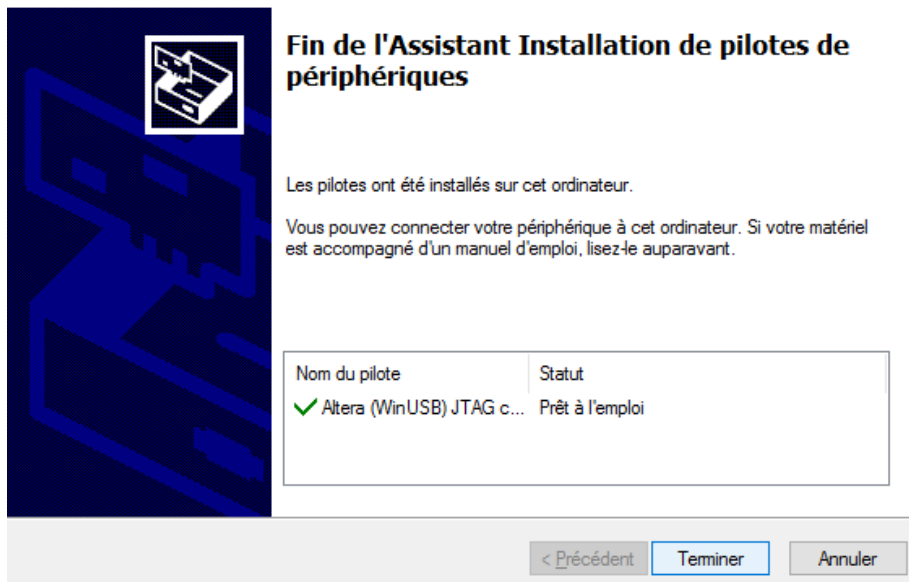 Fin de l'Assistant Installation de pilotes de
périphériques
Les pilotes ont été installés sur cet ordinateur.
Vous pouvez connecter votre périphérique à cet ordinateur. Si votre matériel
est accompagné d'un manuel d'emploi, lisez-le auparavant.
Nom du pilote Statut
Altera (WinUSB) JTAG c... Prêt à l'emploi
< Précédent Terminer Annuler